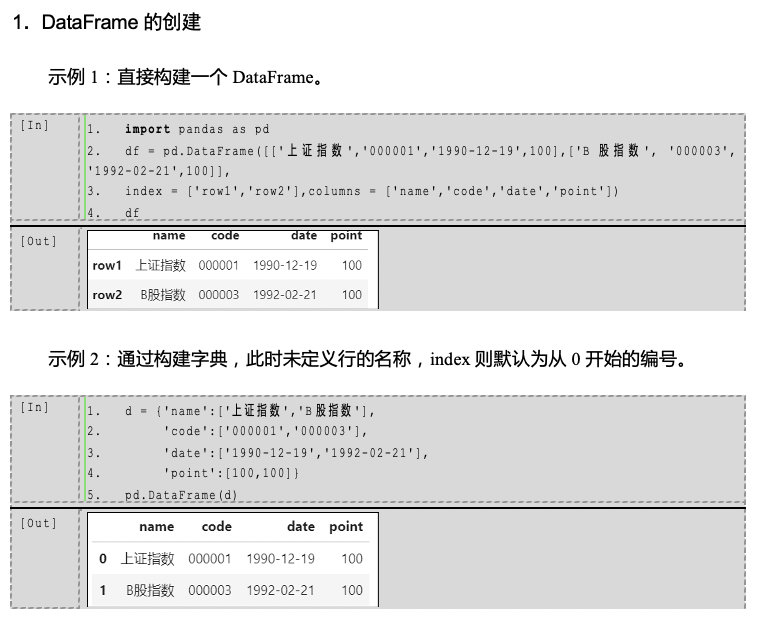 1. DataFrame 的创建
示例 1：直接构建一个 DataFrame。
[In]
1. import pandas as pd
2. df = pd.DataFrame([['上证指数','000001','1990-12-19',100],['B 股指数', '000003',
'1992-02-21',100]],
3. index = ['row1','row2'],columns = ['name','code','date','point'])
4. df
[Out]
name code date point
row1 上证指数 000001 1990-12-19 100
row2 B股指数 000003 1992-02-21 100
示例 2：通过构建字典，此时未定义行的名称，index 则默认为从 0 开始的编号。
[In]
1. d = {'name':['上证指数','B股指数'],
2. 'code':['000001','000003'],
3. 'date':['1990-12-19','1992-02-21'],
4. 'point':[100,100]}
5. pd.DataFrame(d)
[Out]
name code date point
0 上证指数 000001 1990-12-19 100
1 B股指数 000003 1992-02-21 100